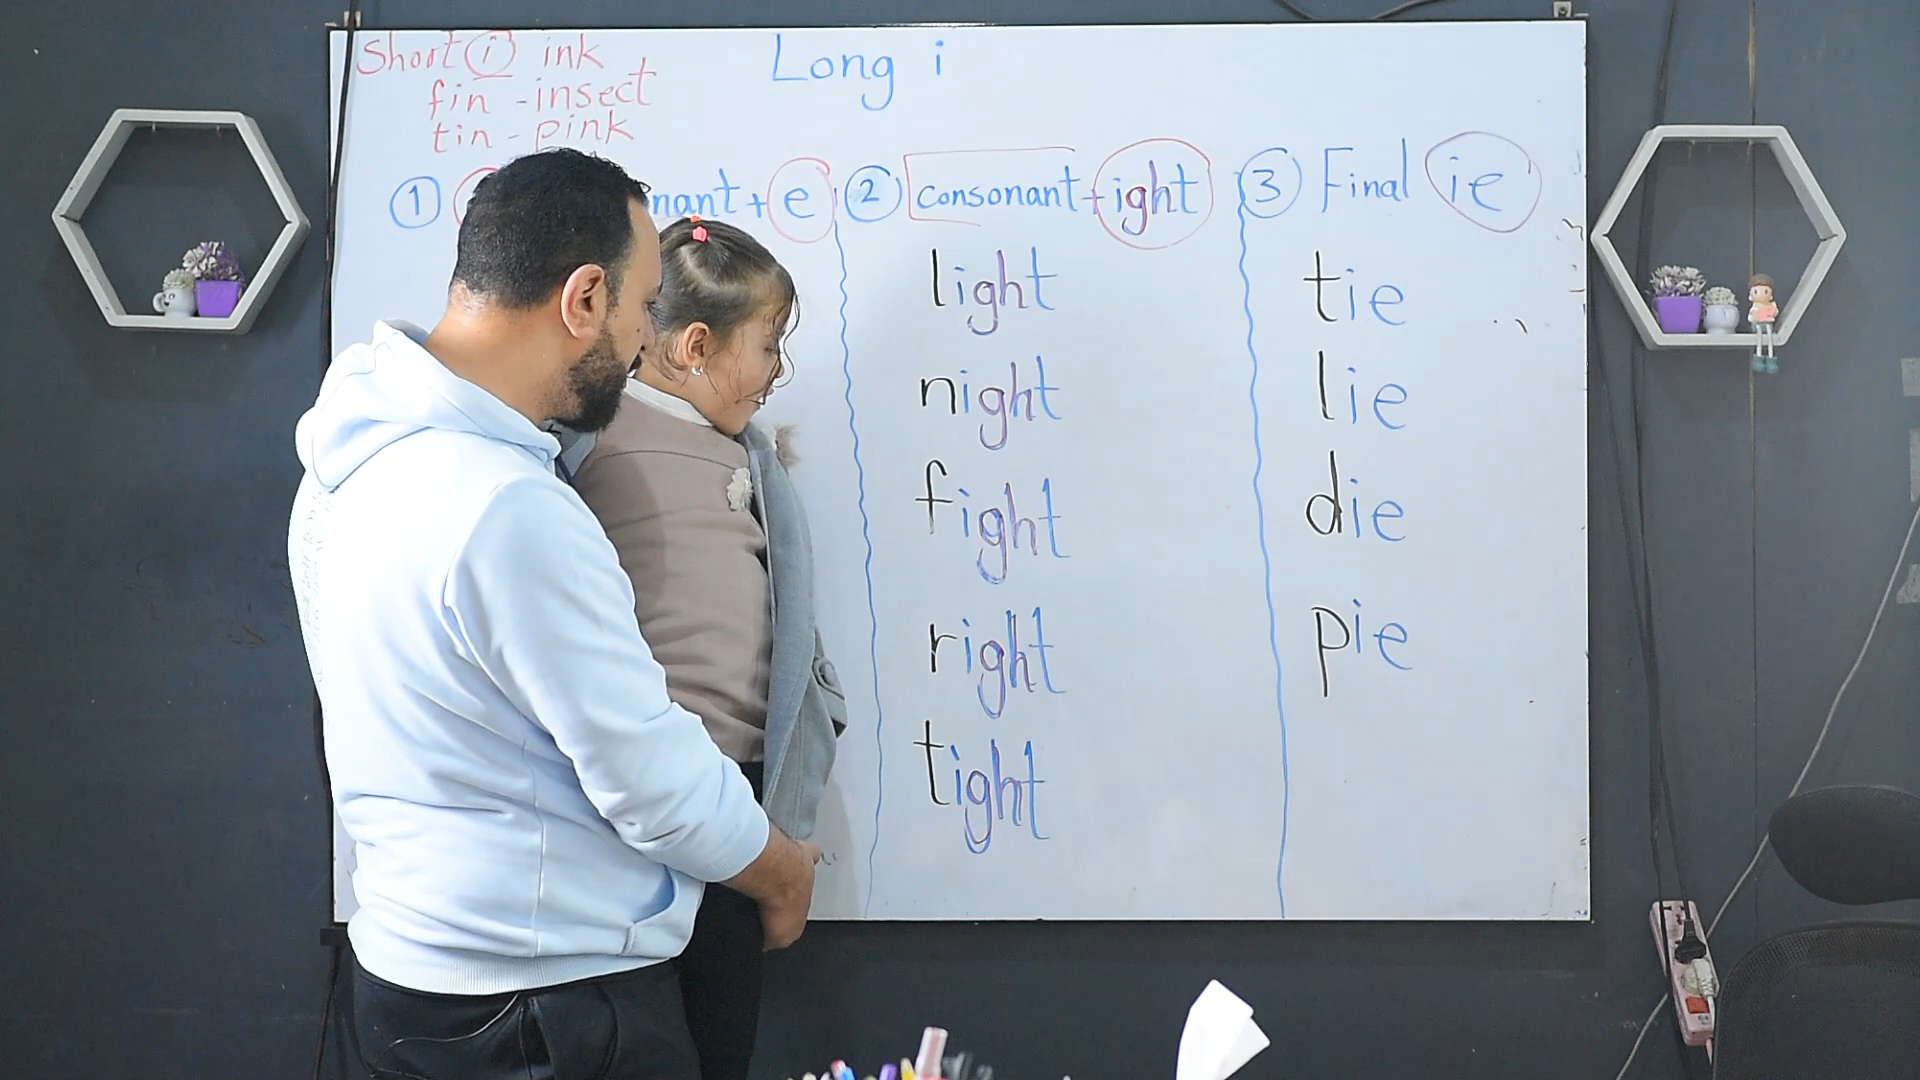 Short i ink
fin - insect
tin - pink
Long i
1
+ e
2 consonant + ight
light
night
fight
right
tight
3 Final ie
tie
lie
die
pie